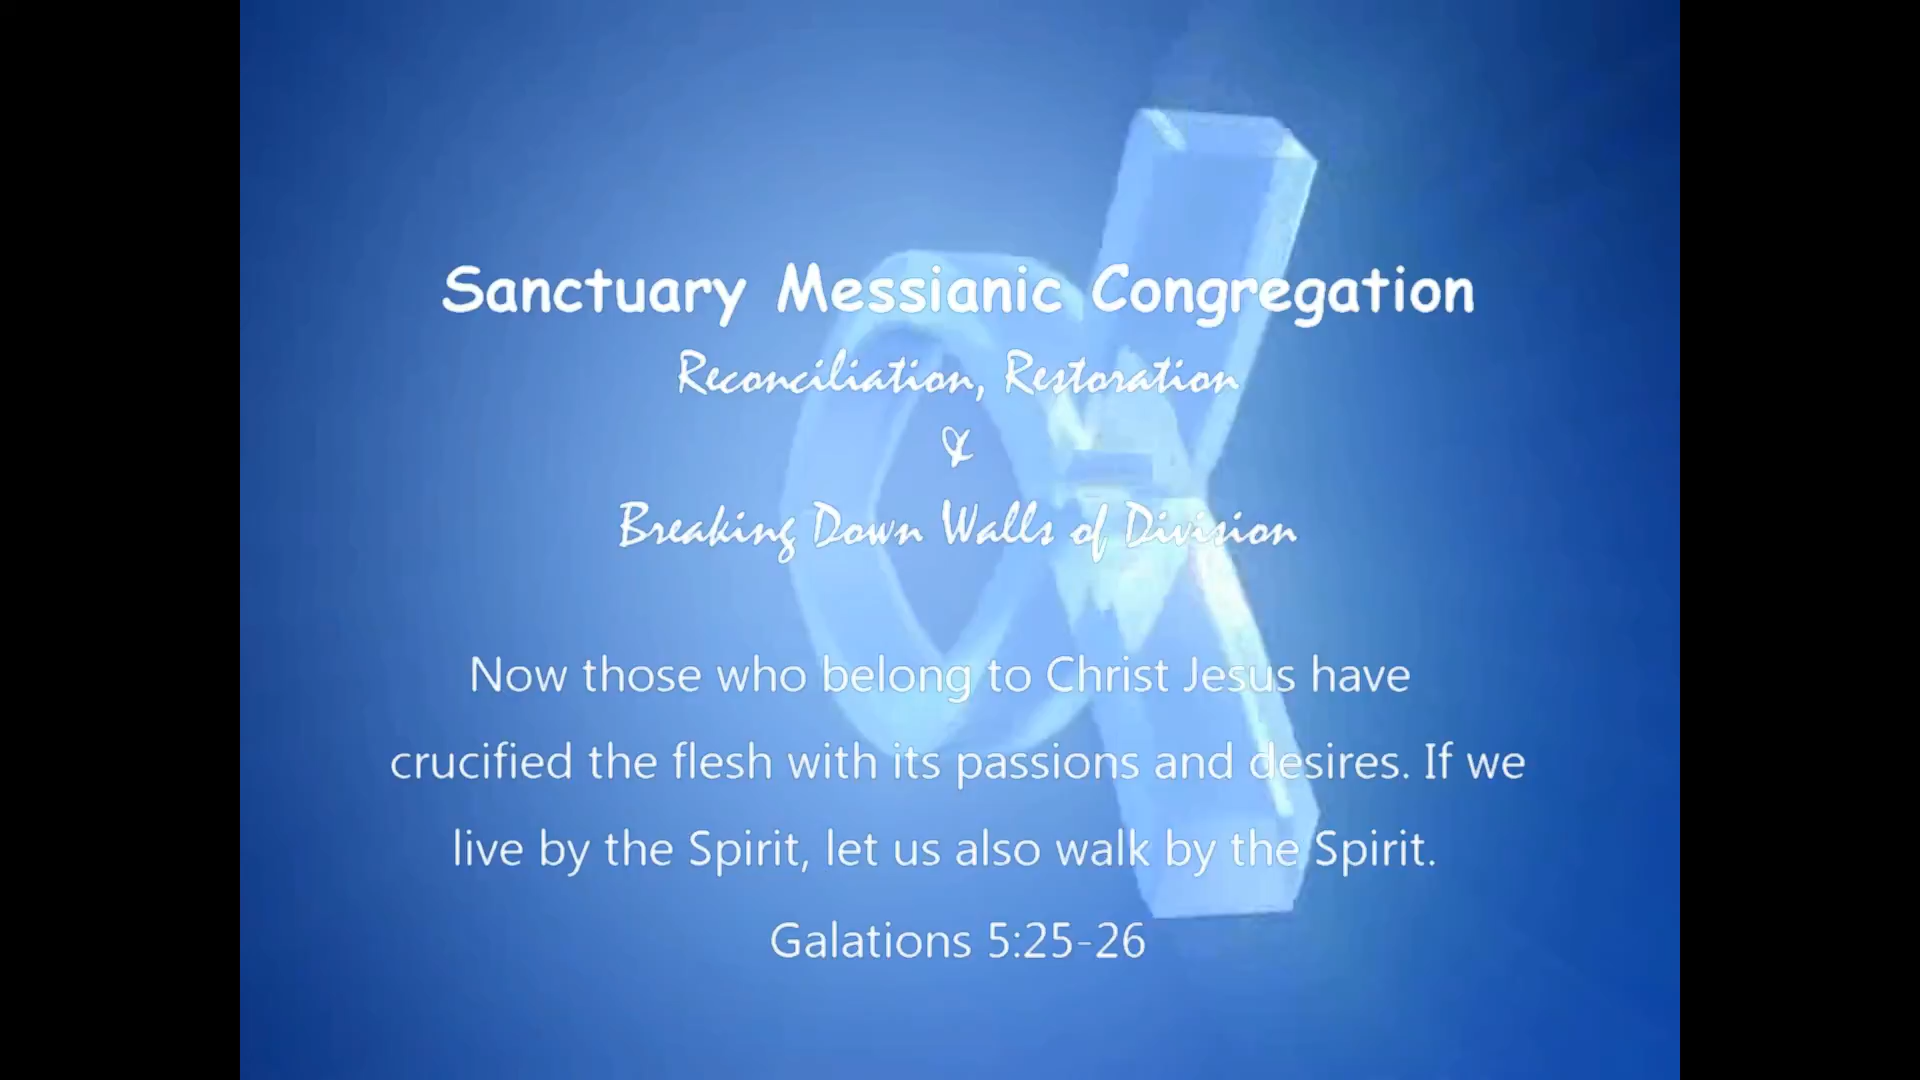 Sanctuary Messianic Congregation
Reconciliation, Restoration
&
Breaking Down Walls of Division
Now those who belong to Christ Jesus have
crucified the flesh with its passions and desires. If we
live by the Spirit, let us also walk by the Spirit.
Galations 5:25-26